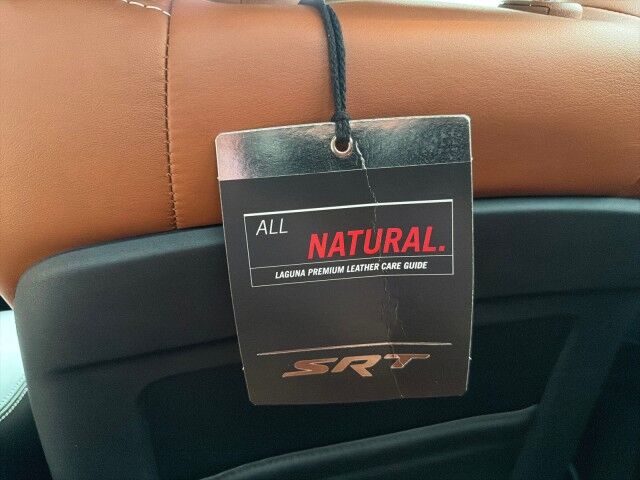 ALL
NATURAL.
LAGUNA PREMIUM LEATHER CARE GUIDE
SRT